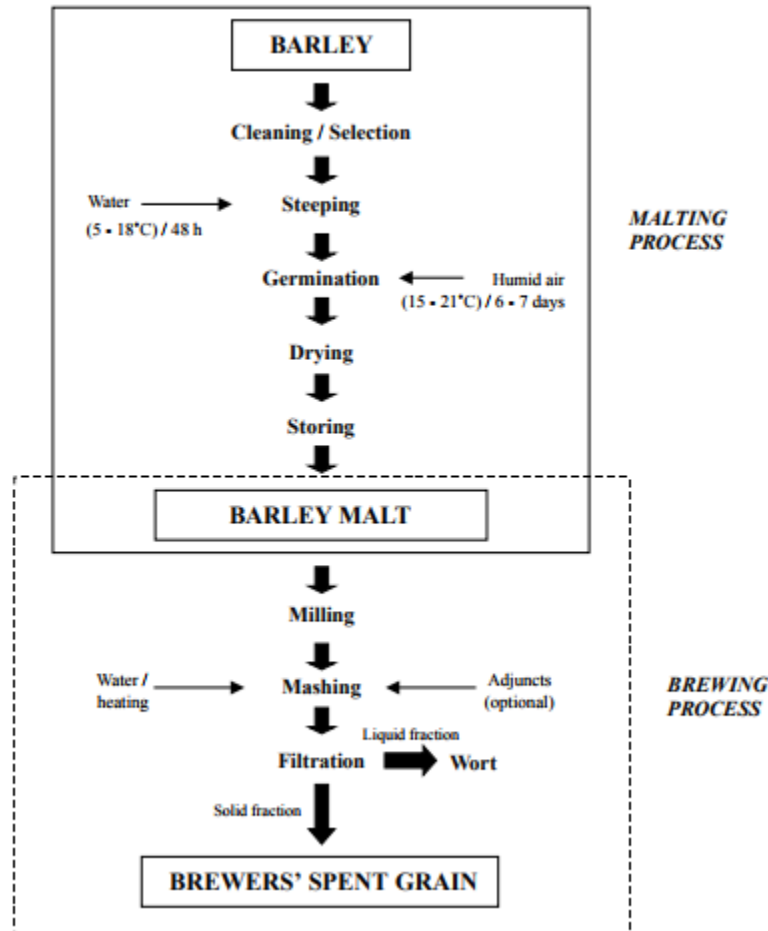 BARLEY
Cleaning / Selection
Water
Steeping
(5 - 18°C) / 48 h
MALTING
PROCESS
Germination
Humid air
(15 - 21°C) / 6 - 7 days
Drying
Storing
BARLEY MALT
Milling
Water /
heating
Mashing
Adjuncts
(optional)
BREWING
PROCESS
Liquid fraction
Filtration
Wort
Solid fraction
BREWERS' SPENT GRAIN